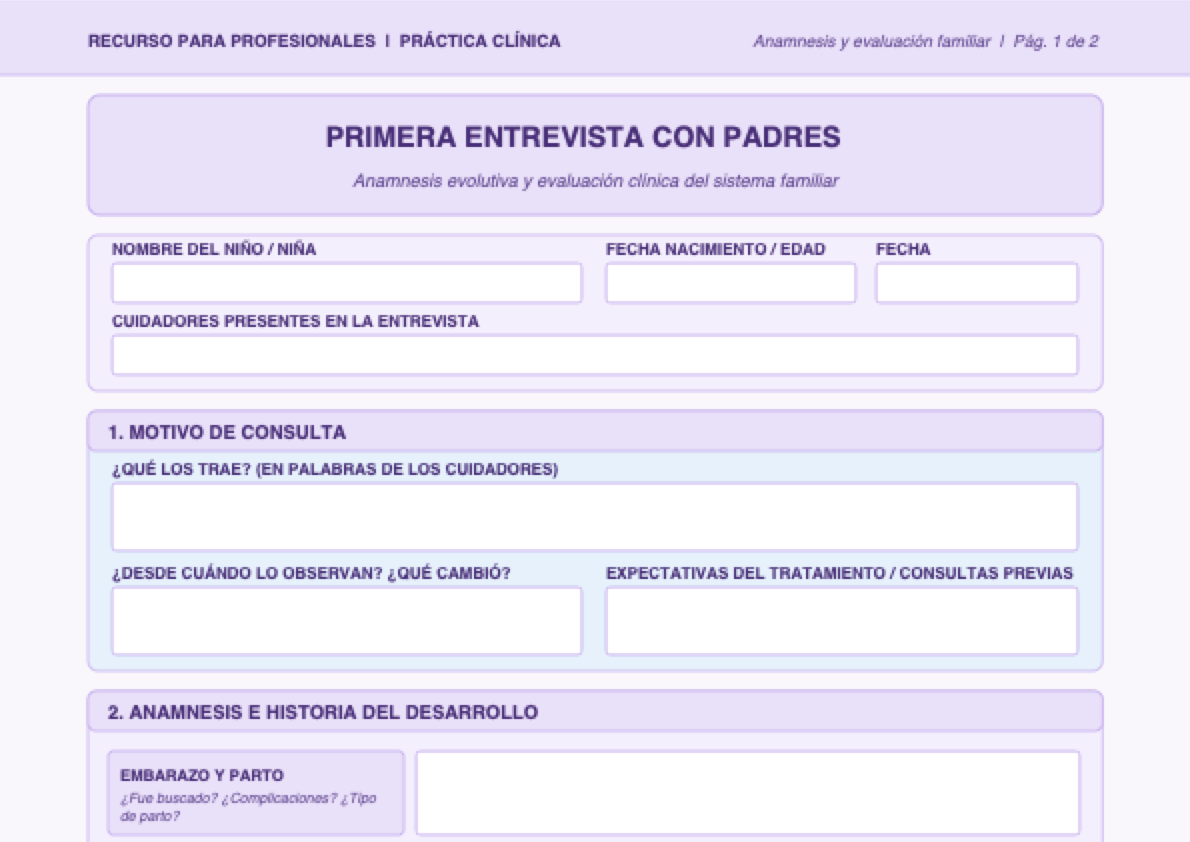 RECURSO PARA PROFESIONALES | PRÁCTICA CLÍNICA
Anamnesis y evaluación familiar | Pág. 1 de 2
PRIMERA ENTREVISTA CON PADRES
Anamnesis evolutiva y evaluación clínica del sistema familiar
NOMBRE DEL NIÑO / NIÑA
FECHA NACIMIENTO / EDAD
FECHA
CUIDADORES PRESENTES EN LA ENTREVISTA
1. MOTIVO DE CONSULTA
¿QUÉ LOS TRAE? (EN PALABRAS DE LOS CUIDADORES)
¿DESDE CUÁNDO LO OBSERVAN? ¿QUÉ CAMBIÓ?
EXPECTATIVAS DEL TRATAMIENTO / CONSULTAS PREVIAS
2. ANAMNESIS E HISTORIA DEL DESARROLLO
EMBARAZO Y PARTO
¿Fue buscado? ¿Complicaciones? ¿Tipo
de parto?